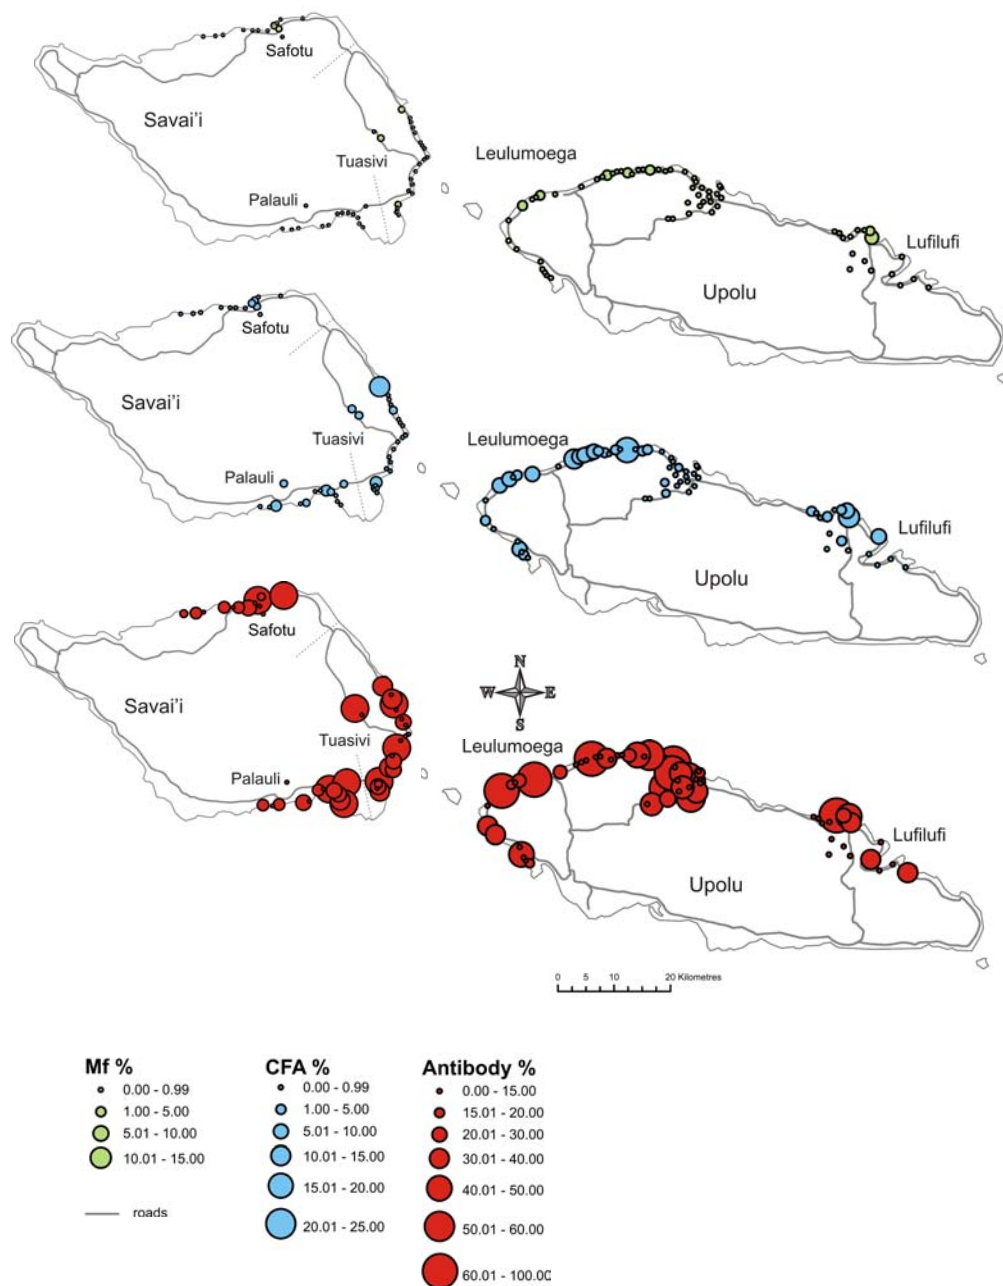 Safotu
Savai'i
Tuasivi
Palauli
Leulumoega
Upolu
Lufilufi
Safotu
Savai'i
Tuasivi
Palauli
Leulumoega
Upolu
Lufilufi
Safotu
Savai'i
Tuasivi
Palauli
N
W E
S
Leulumoega
Upolu
Lufilufi
0 5 10 20 Kilometres
Mf %
0.00 - 0.99
1.00 - 5.00
5.01 - 10.00
10.01 - 15.00
roads
CFA %
0.00 - 0.99
1.00 - 5.00
5.01 - 10.00
10.01 - 15.00
15.01 - 20.00
20.01 - 25.00
Antibody %
0.00 - 15.00
15.01 - 20.00
20.01 - 30.00
30.01 - 40.00
40.01 - 50.00
50.01 - 60.00
60.01 - 100.00